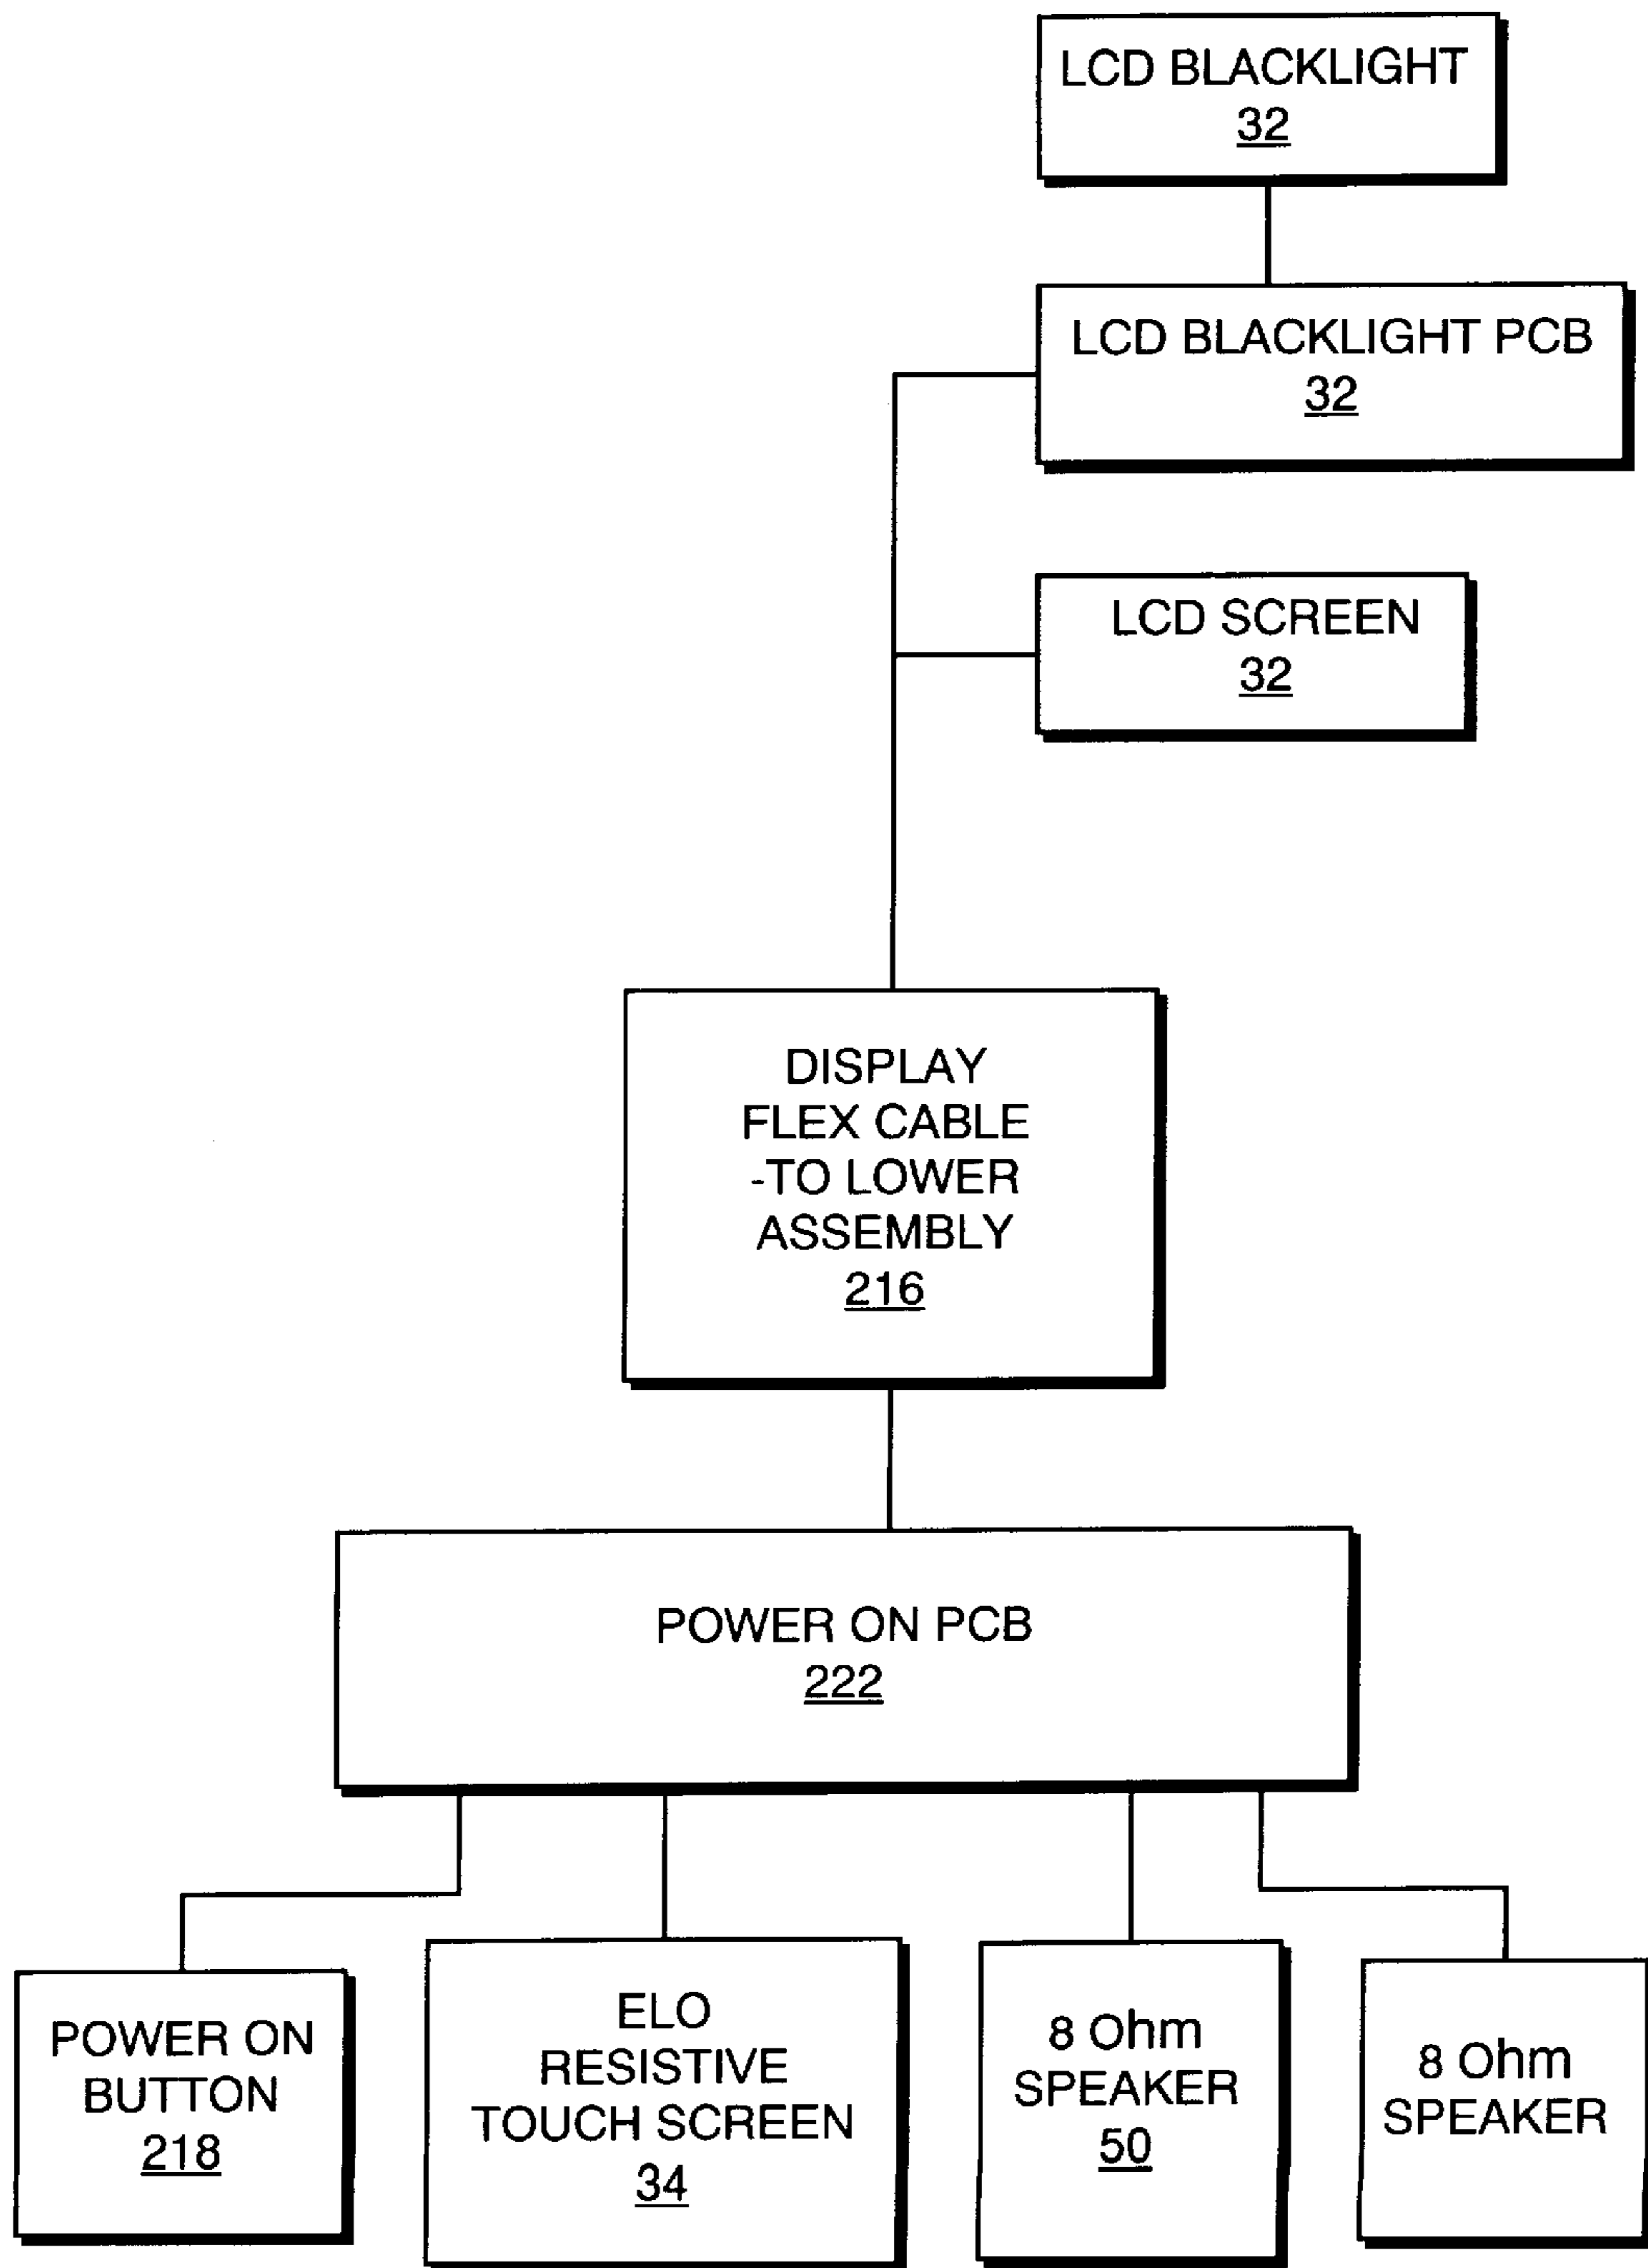 LCD BLACKLIGHT
32
LCD BLACKLIGHT PCB
32
LCD SCREEN
32
DISPLAY
FLEX CABLE
-TO LOWER
ASSEMBLY
216
POWER ON PCB
222
POWER ON
BUTTON
218
ELO
RESISTIVE
TOUCH SCREEN
34
8 Ohm
SPEAKER
50
8 Ohm
SPEAKER